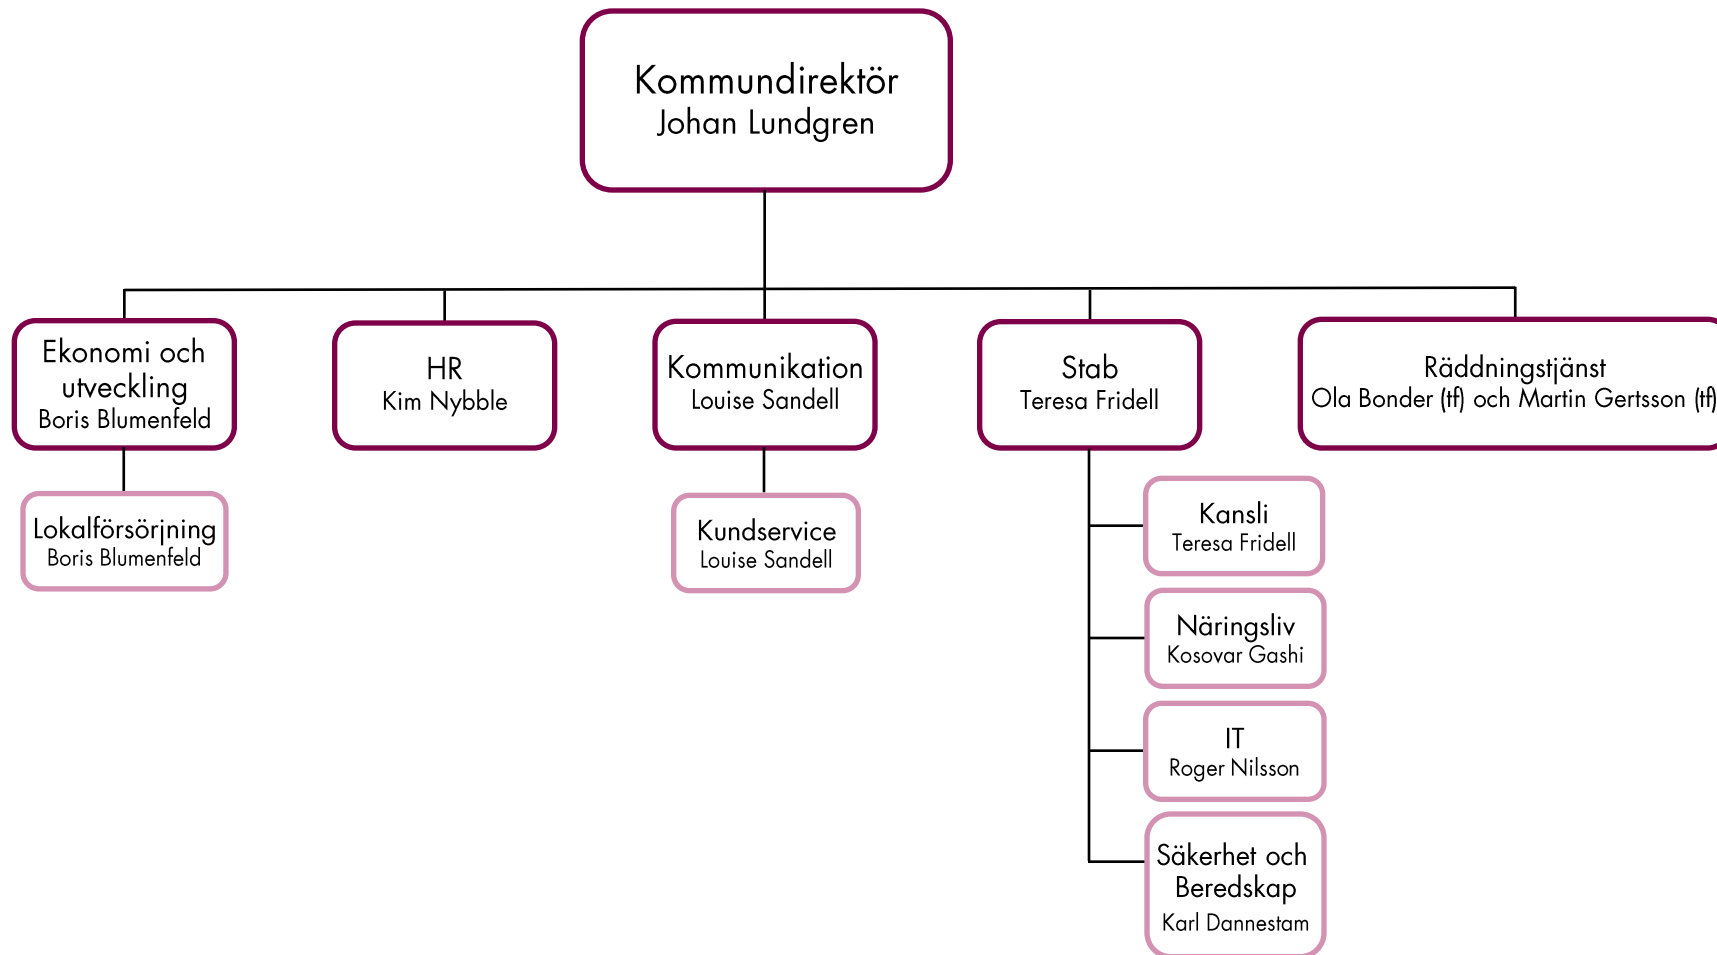 Kommundirektör
Johan Lundgren
Ekonomi och
utveckling
Boris Blumenfeld
HR
Kim Nybble
Kommunikation
Louise Sandell
Stab
Teresa Fridell
Räddningstjänst
Ola Bonder (tf) och Martin Gertsson (tf)
Lokalförsörjning
Boris Blumenfeld
Kundservice
Louise Sandell
Kansli
Teresa Fridell
Näringsliv
Kosovar Gashi
IT
Roger Nilsson
Säkerhet och
Beredskap
Karl Dannestam